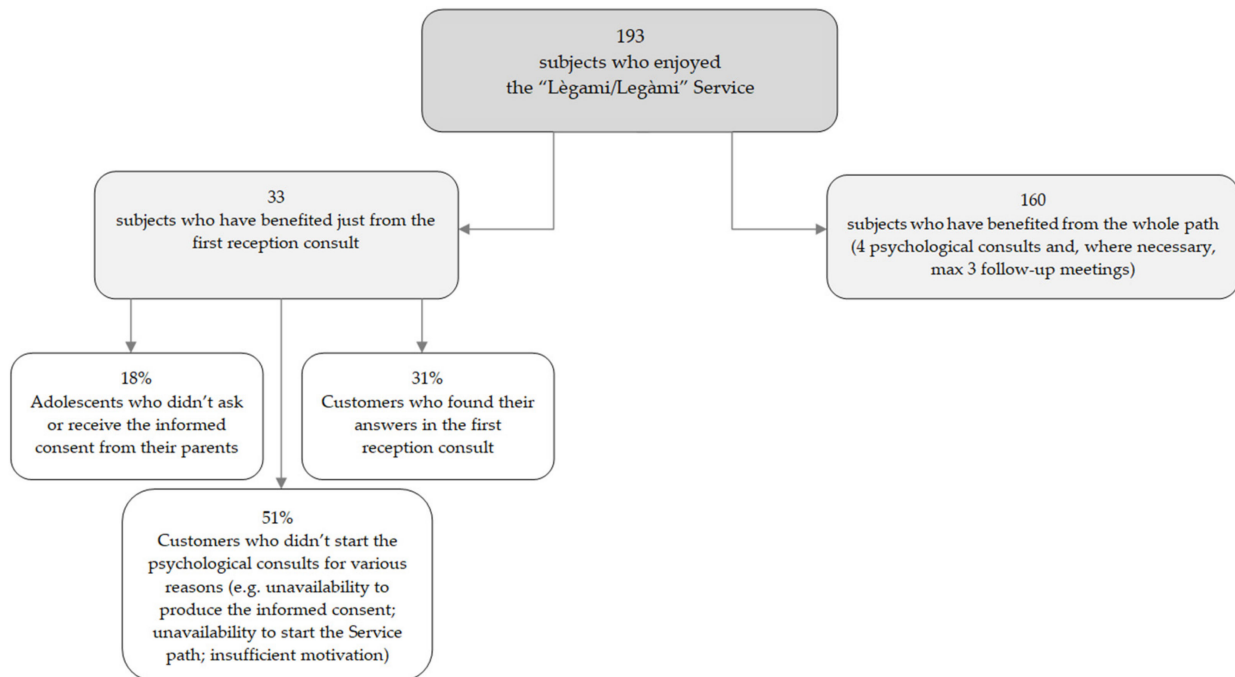 193
subjects who enjoyed
the “Lègami/Legàmi” Service
33
subjects who have benefited just from the
first reception consult
160
subjects who have benefited from the whole path
(4 psychological consults and, where necessary,
max 3 follow-up meetings)
18%
Adolescents who didn’t ask
or receive the informed
consent from their parents
31%
Customers who found their
answers in the first
reception consult
51%
Customers who didn’t start the
psychological consults for various
reasons (e.g. unavailability to
produce the informed consent;
unavailability to start the Service
path; insufficient motivation)